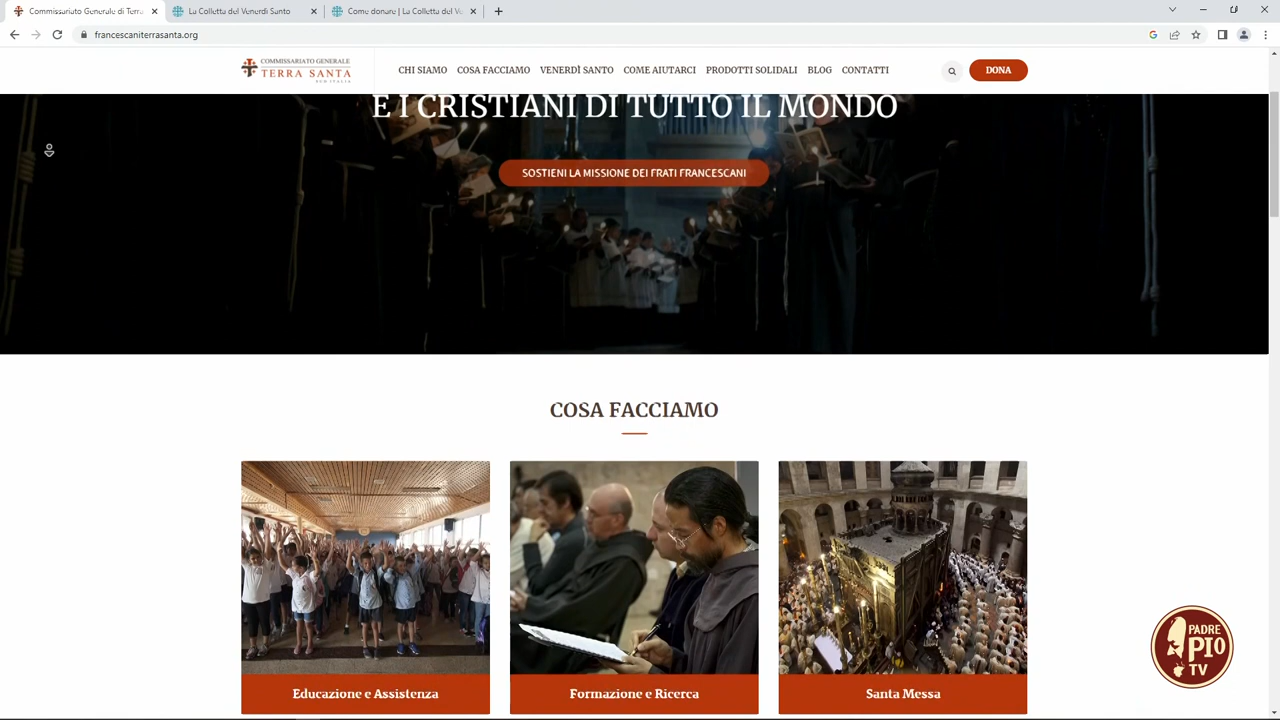 Commissariato Generale di Terra
La Colletta del Venerdì Santo
Come donare | La Colletta del Ve
francescaniterrasanta.org
COMMISSARIATO GENERALE
TERRA SANTA
PER ITALIA
CHI SIAMO
COSA FACCIAMO
VENERDÌ SANTO
COME AIUTARCI
PRODOTTI SOLIDALI
BLOG
CONTATTI
DONA
E I CRISTIANI DI TUTTO IL MONDO
SOSTIENI LA MISSIONE DEI FRATI FRANCESCANI
COSA FACCIAMO
Educazione e Assistenza
Formazione e Ricerca
Santa Messa
PADRE
PIO
TV